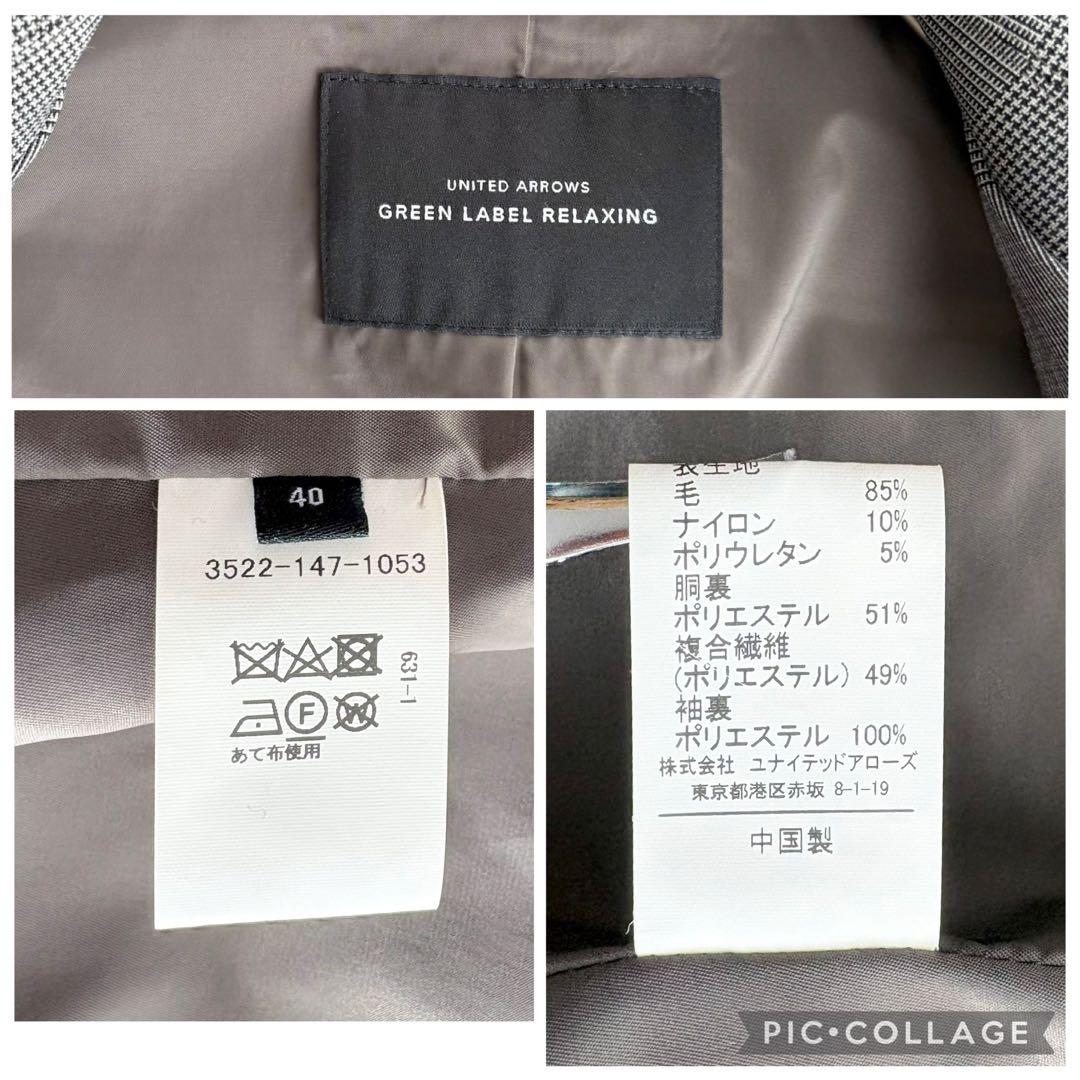 UNITED ARROWS
GREEN LABEL RELAXING
40
3522-147-1053
631-1
F
W
あて布使用
表生地
毛 85%
ナイロン 10%
ポリウレタン 5%
胴裏
ポリエステル 51%
複合繊維
(ポリエステル) 49%
袖裏
ポリエステル 100%
株式会社 ユナイテッドアローズ
東京都港区赤坂 8-1-19
中国製
PIC•COLLAGE